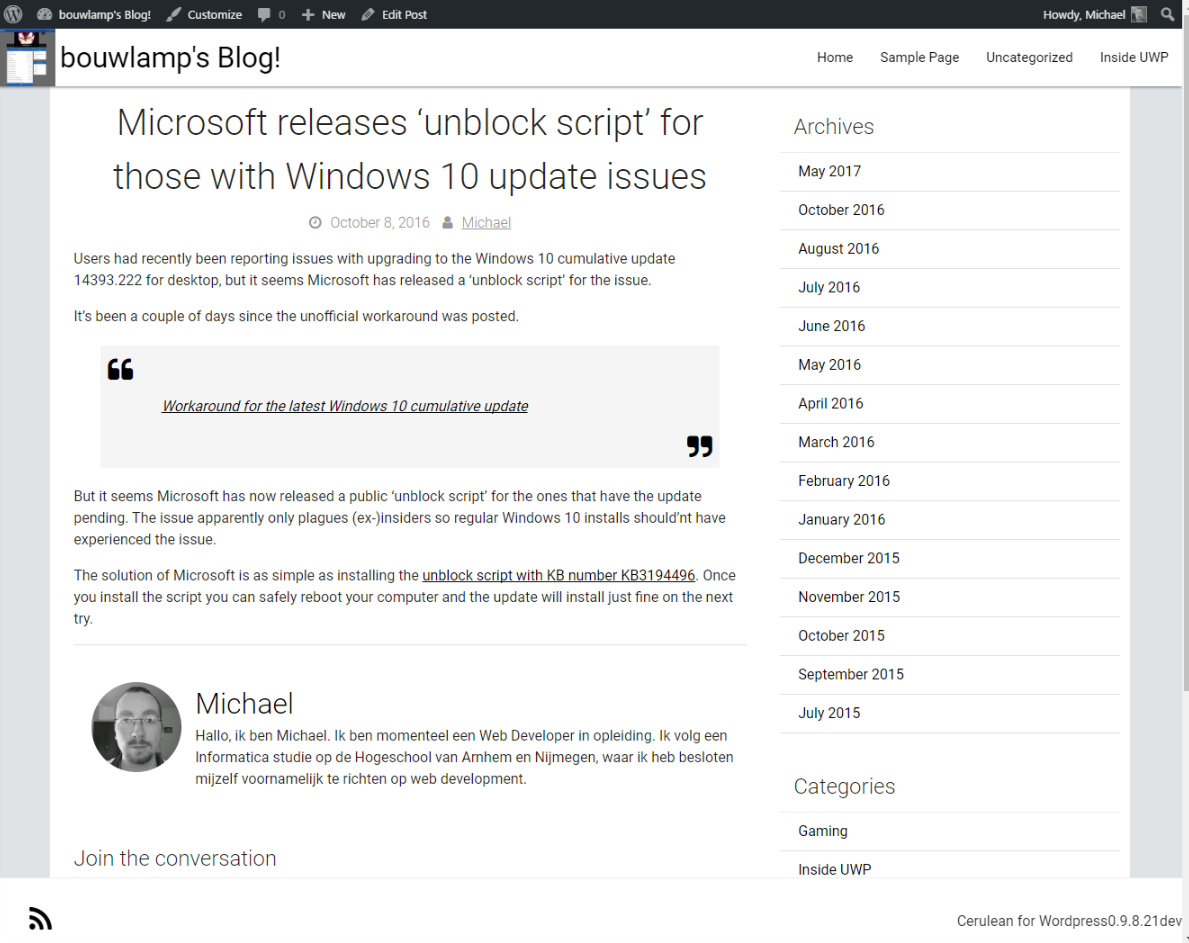 bouwlamp's Blog! Customize 0 New Edit Post Howdy, Michael
bouwlamp's Blog! Home Sample Page Uncategorized Inside UWP
Microsoft releases ‘unblock script’ for
those with Windows 10 update issues
October 8, 2016 Michael
Users had recently been reporting issues with upgrading to the Windows 10 cumulative update
14393.222 for desktop, but it seems Microsoft has released a ‘unblock script’ for the issue.
It’s been a couple of days since the unofficial workaround was posted.
“
Workaround for the latest Windows 10 cumulative update
”
But it seems Microsoft has now released a public ‘unblock script’ for the ones that have the update
pending. The issue apparently only plagues (ex-)insiders so regular Windows 10 installs should’nt have
experienced the issue.
The solution of Microsoft is as simple as installing the unblock script with KB number KB3194496. Once
you install the script you can safely reboot your computer and the update will install just fine on the next
try.
Michael
Hallo, ik ben Michael. Ik ben momenteel een Web Developer in opleiding. Ik volg een
Informatica studie op de Hogeschool van Arnhem en Nijmegen, waar ik heb besloten
mijzelf voornamelijk te richten op web development.
Join the conversation
Archives
May 2017
October 2016
August 2016
July 2016
June 2016
May 2016
April 2016
March 2016
February 2016
January 2016
December 2015
November 2015
October 2015
September 2015
July 2015
Categories
Gaming
Inside UWP
Cerulean for Wordpress0.9.8.21dev